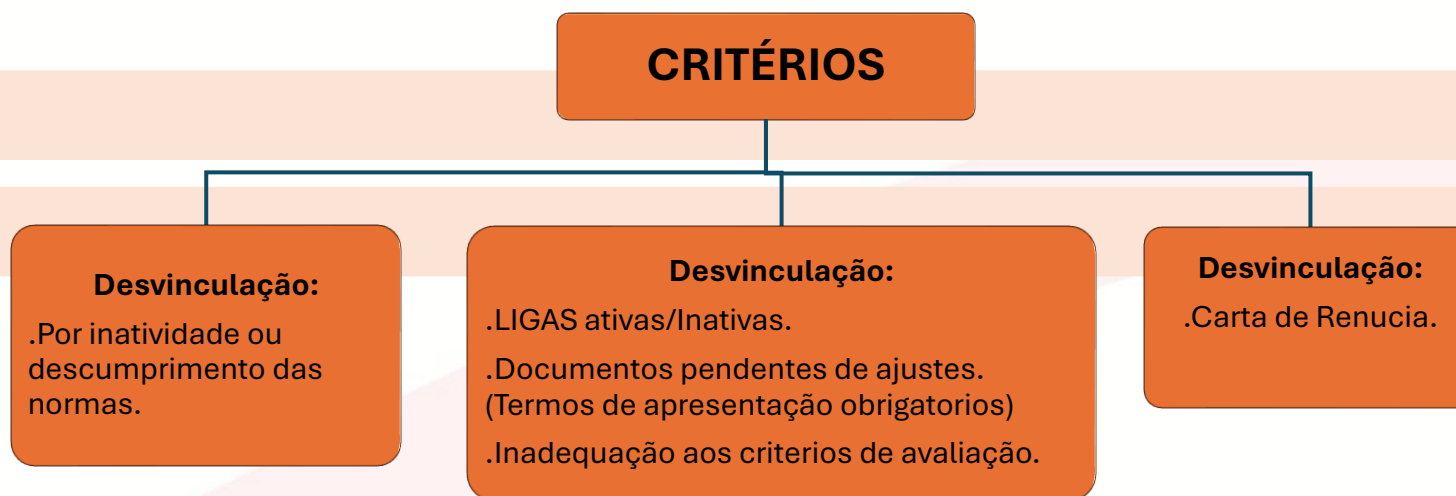 CRITÉRIOS
Desvinculação:
.Por inatividade ou
descumprimento das
normas.
Desvinculação:
.LIGAS ativas/Inativas.
.Documentos pendentes de ajustes.
(Termos de apresentação obrigatorios)
.Inadequação aos criterios de avaliação.
Desvinculação:
.Carta de Renucia.